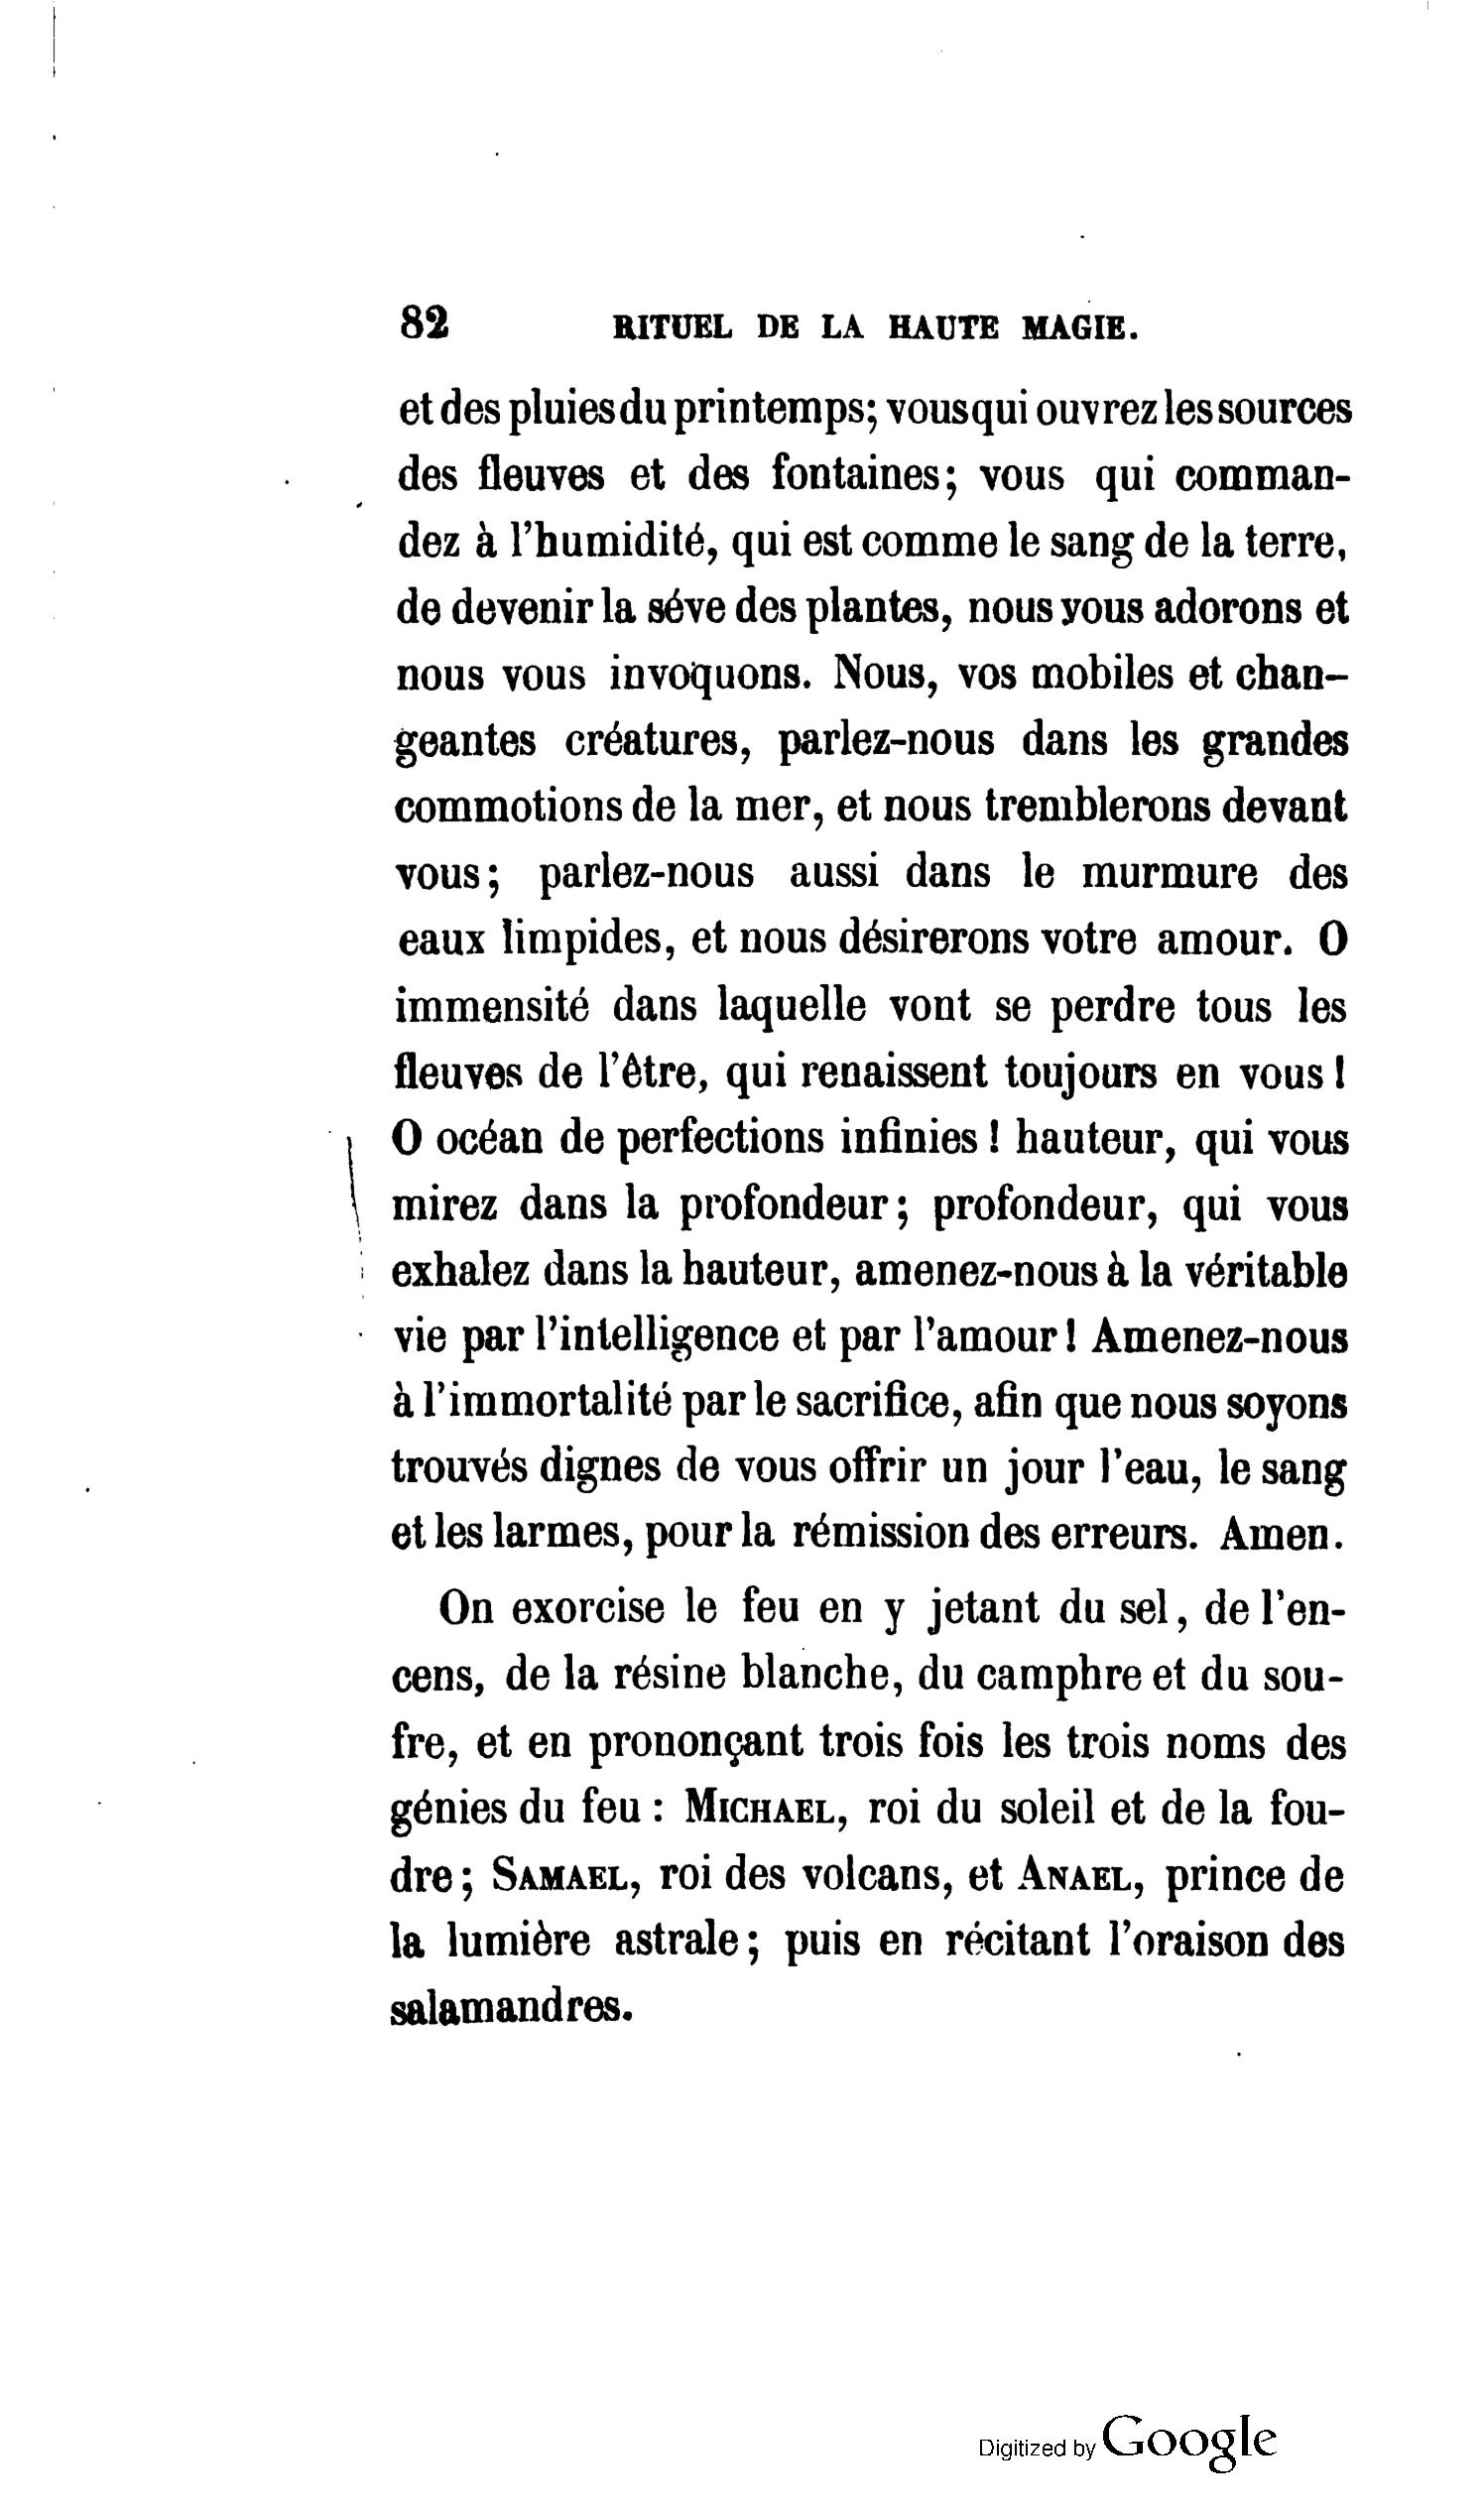 82 RITUEL DE LA HAUTE MAGIE.
et des pluies du printemps; vous qui ouvrez les sources
des fleuves et des fontaines; vous qui comman-
dez à l'humidité, qui est comme le sang de la terre,
de devenir la séve des plantes, nous vous adorons et
nous vous invoquons. Nous, vos mobiles et chan-
geantes créatures, parlez-nous dans les grandes
commotions de la mer, et nous tremblerons devant
vous; parlez-nous aussi dans le murmure des
eaux limpides, et nous désirerons votre amour. O
immensité dans laquelle vont se perdre tous les
fleuves de l'être, qui renaissent toujours en vous!
O océan de perfections infinies! hauteur, qui vous
mirez dans la profondeur; profondeur, qui vous
exhalez dans la hauteur, amenez-nous à la véritable
vie par l'intelligence et par l'amour! Amenez-nous
à l'immortalité par le sacrifice, afin que nous soyons
trouvés dignes de vous offrir un jour l'eau, le sang
et les larmes, pour la rémission des erreurs. Amen.
On exorcise le feu en y jetant du sel, de l'en-
cens, de la résine blanche, du camphre et du sou-
fre, et en prononçant trois fois les trois noms des
génies du feu : MICHAEL, roi du soleil et de la fou-
dre; SAMAEL, roi des volcans, et ANAEL, prince de
la lumière astrale; puis en récitant l'oraison des
salamandres.
Digitized by Google